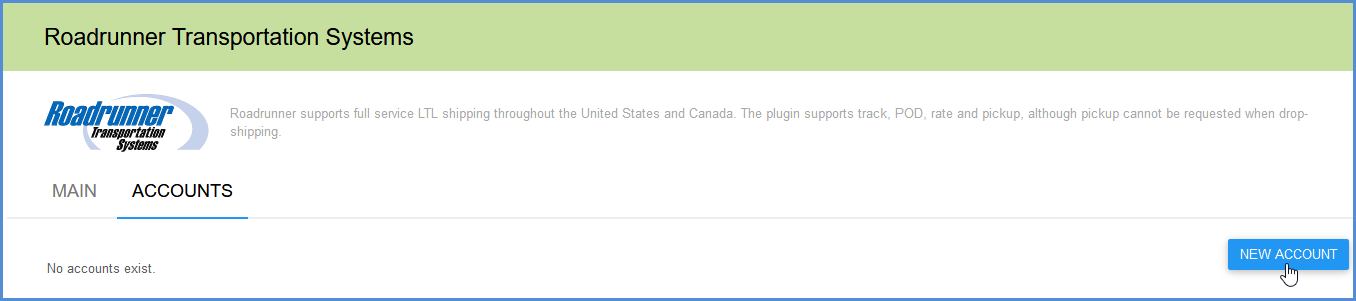 Roadrunner Transportation Systems
Roadrunner
Transportation
Systems
Roadrunner supports full service LTL shipping throughout the United States and Canada. The plugin supports track, POD, rate and pickup, although pickup cannot be requested when drop-
shipping.
MAIN ACCOUNTS
NEW ACCOUNT
No accounts exist.